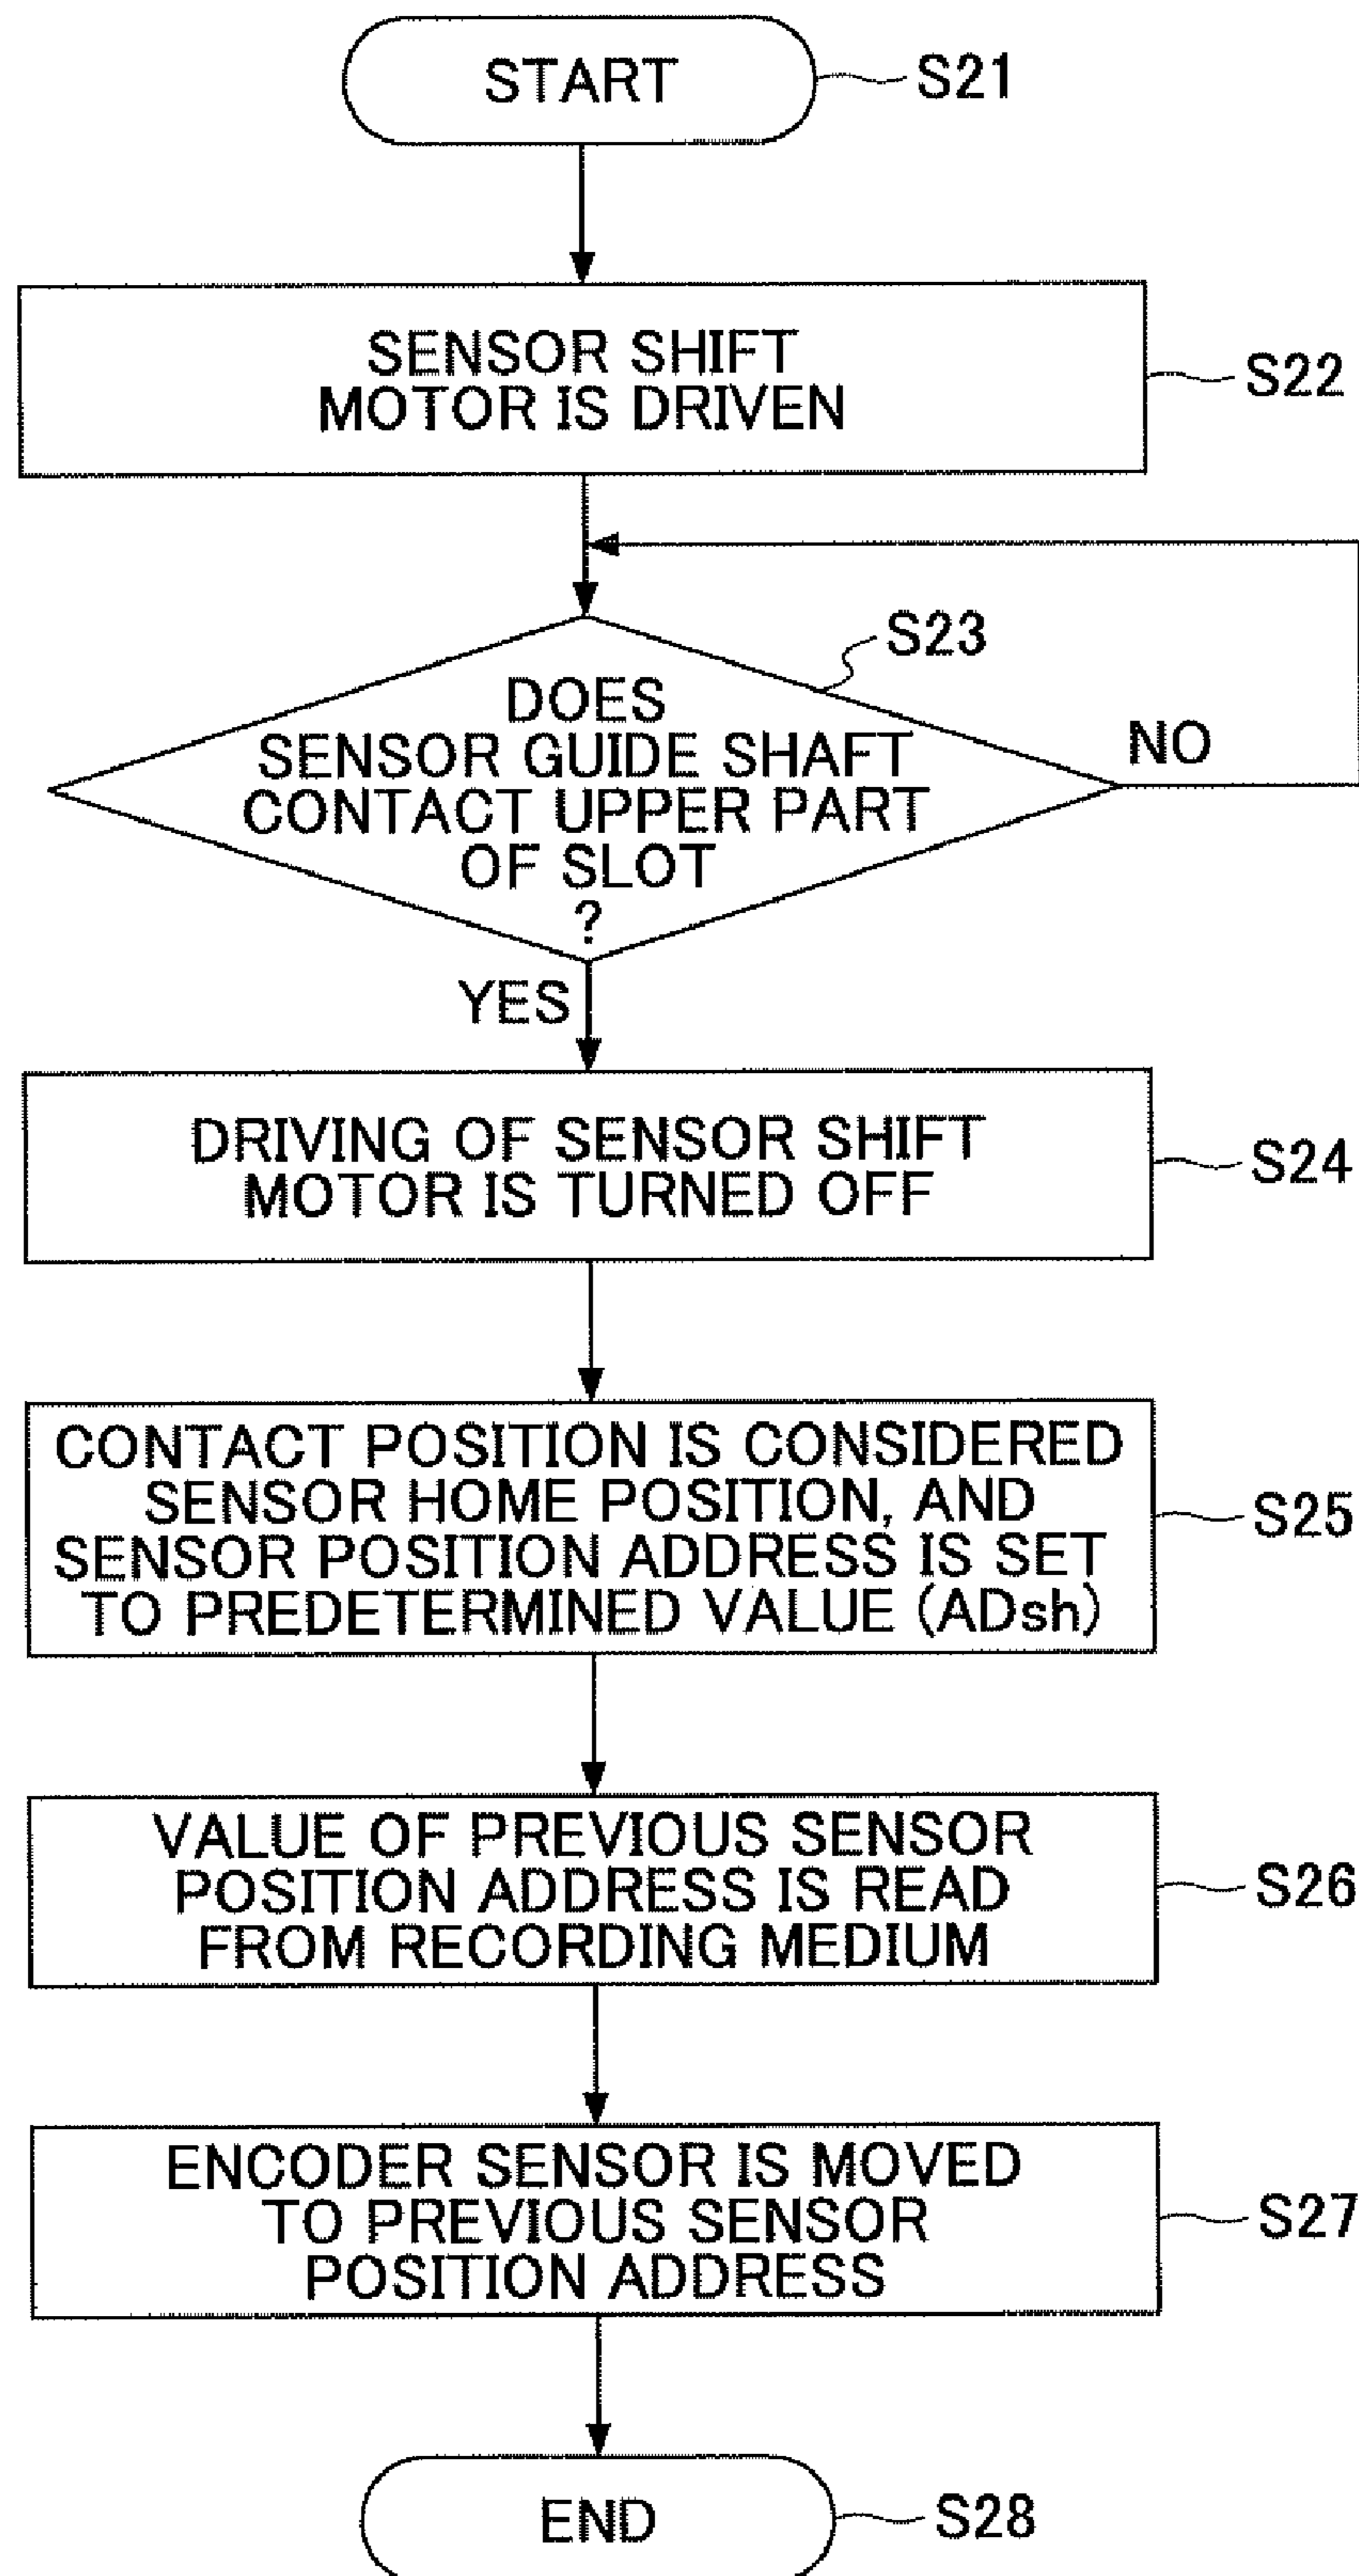 START
S21
SENSOR SHIFT
MOTOR IS DRIVEN
S22
S23
DOES
SENSOR GUIDE SHAFT
CONTACT UPPER PART
OF SLOT
?
NO
YES
DRIVING OF SENSOR SHIFT
MOTOR IS TURNED OFF
S24
CONTACT POSITION IS CONSIDERED
SENSOR HOME POSITION, AND
SENSOR POSITION ADDRESS IS SET
TO PREDETERMINED VALUE (ADsh)
S25
VALUE OF PREVIOUS SENSOR
POSITION ADDRESS IS READ
FROM RECORDING MEDIUM
S26
ENCODER SENSOR IS MOVED
TO PREVIOUS SENSOR
POSITION ADDRESS
S27
END
S28